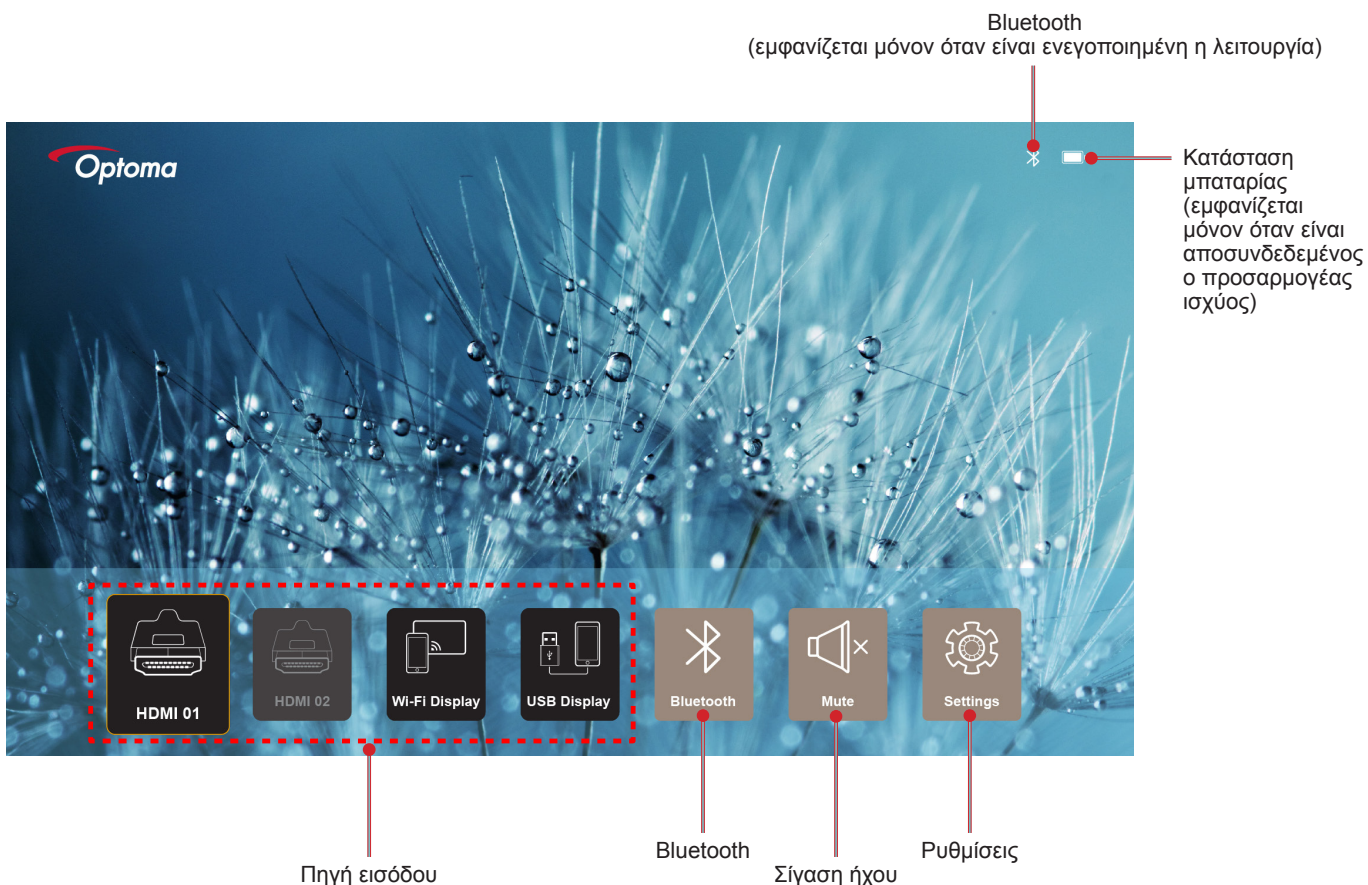 Bluetooth
(εμφανίζεται μόνον όταν είναι ενεγοποιημένη η λειτουργία)
Optoma
Κατάσταση
μπαταρίας
(εμφανίζεται
μόνον όταν είναι
αποσυνδεδεμένος
ο προσαρμογέας
ισχύος)
HDMI 01
HDMI 02
Wi-Fi Display
USB Display
Bluetooth
Mute
Settings
Bluetooth
Ρυθμίσεις
Πηγή εισόδου
Σίγαση ήχου